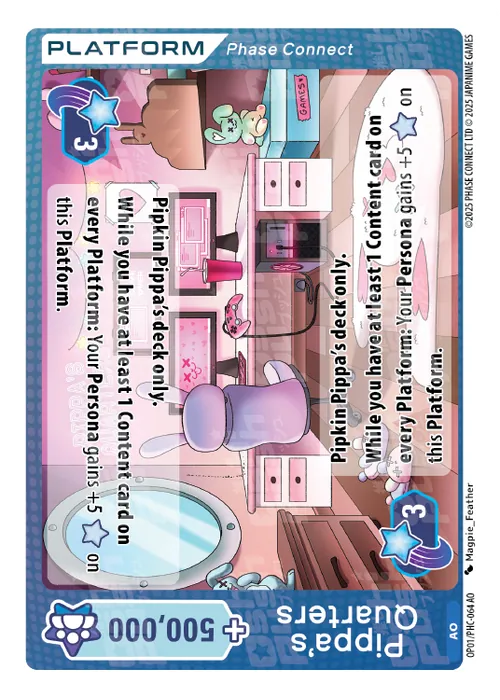 PLATFORM Phase Connect
©2025 PHASE CONNECT LTD © 2025 JAPANIME GAMES
3
Pipkin Pippa's deck only.
While you have at least 1 Content card on
every Platform: Your Persona gains +5 on
this Platform.
3
Pipkin Pippa's deck only.
While you have at least 1 Content card on
every Platform: Your Persona gains +5 on
this Platform.
GAMES
Pippa's
Quarters
+500,000
AO
Magpie_Feather
OP01/PHC-064 AO